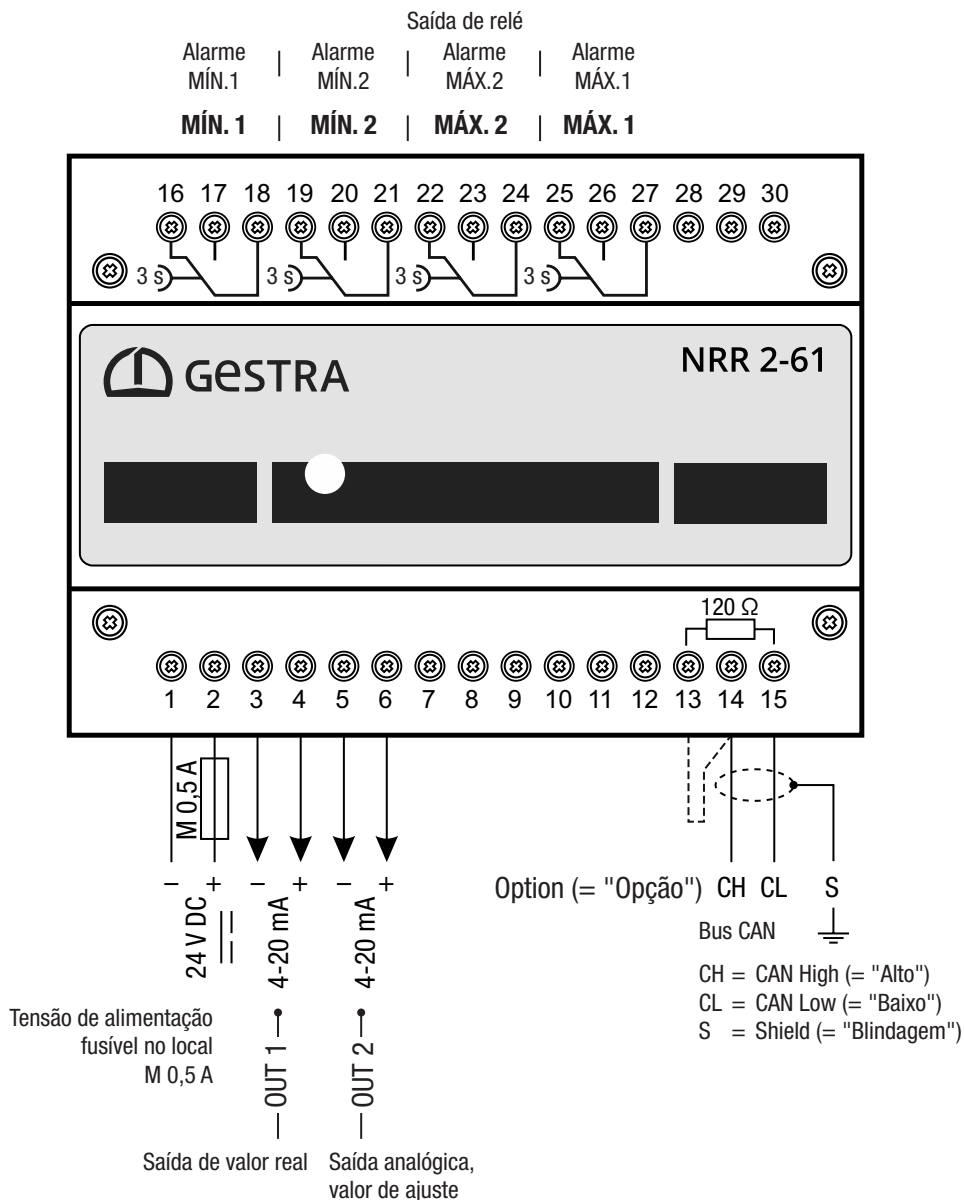 Saída de relé
Alarme | Alarme | Alarme | Alarme
MÍN.1 MÍN.2 MÁX.2 MÁX.1
MÍN. 1 | MÍN. 2 | MÁX. 2 | MÁX. 1
16 17 18 19 20 21 22 23 24 25 26 27 28 29 30
3 s 3 s 3 s 3 s
GESTRA NRR 2-61
120 Ω
1 2 3 4 5 6 7 8 9 10 11 12 13 14 15
M 0,5 A
– + – + – +
24 V DC
4-20 mA
4-20 mA
OUT 1
OUT 2
Option (= "Opção") CH CL S
Bus CAN
CH = CAN High (= "Alto")
CL = CAN Low (= "Baixo")
S = Shield (= "Blindagem")
Tensão de alimentação
fusível no local
M 0,5 A
Saída de valor real
Saída analógica,
valor de ajuste